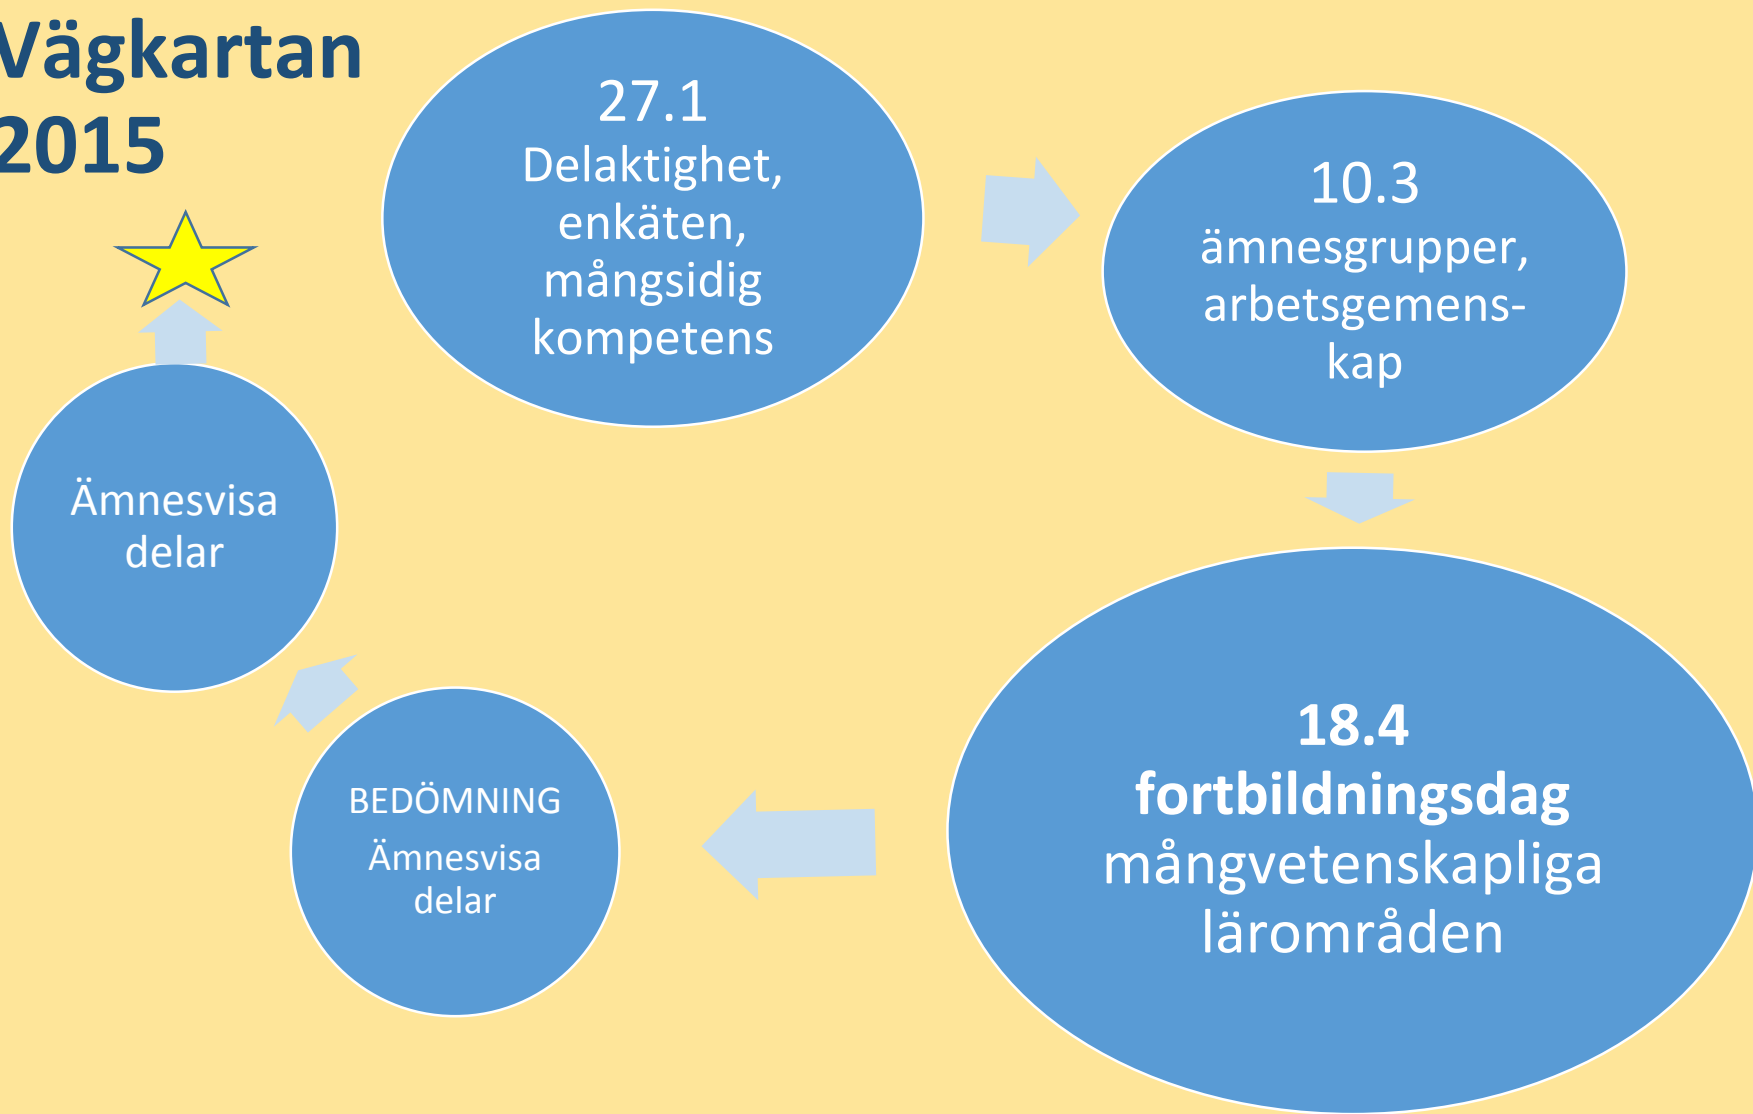 Vägkartan
2015
27.1
Delaktighet,
enkäten,
mångsidig
kompetens
10.3
ämnesgrupper,
arbetsgemens-
kap
18.4
fortbildningsdag
mångvetenskapliga
lärområden
BEDÖMNING
Ämnesvisa
delar
Ämnesvisa
delar